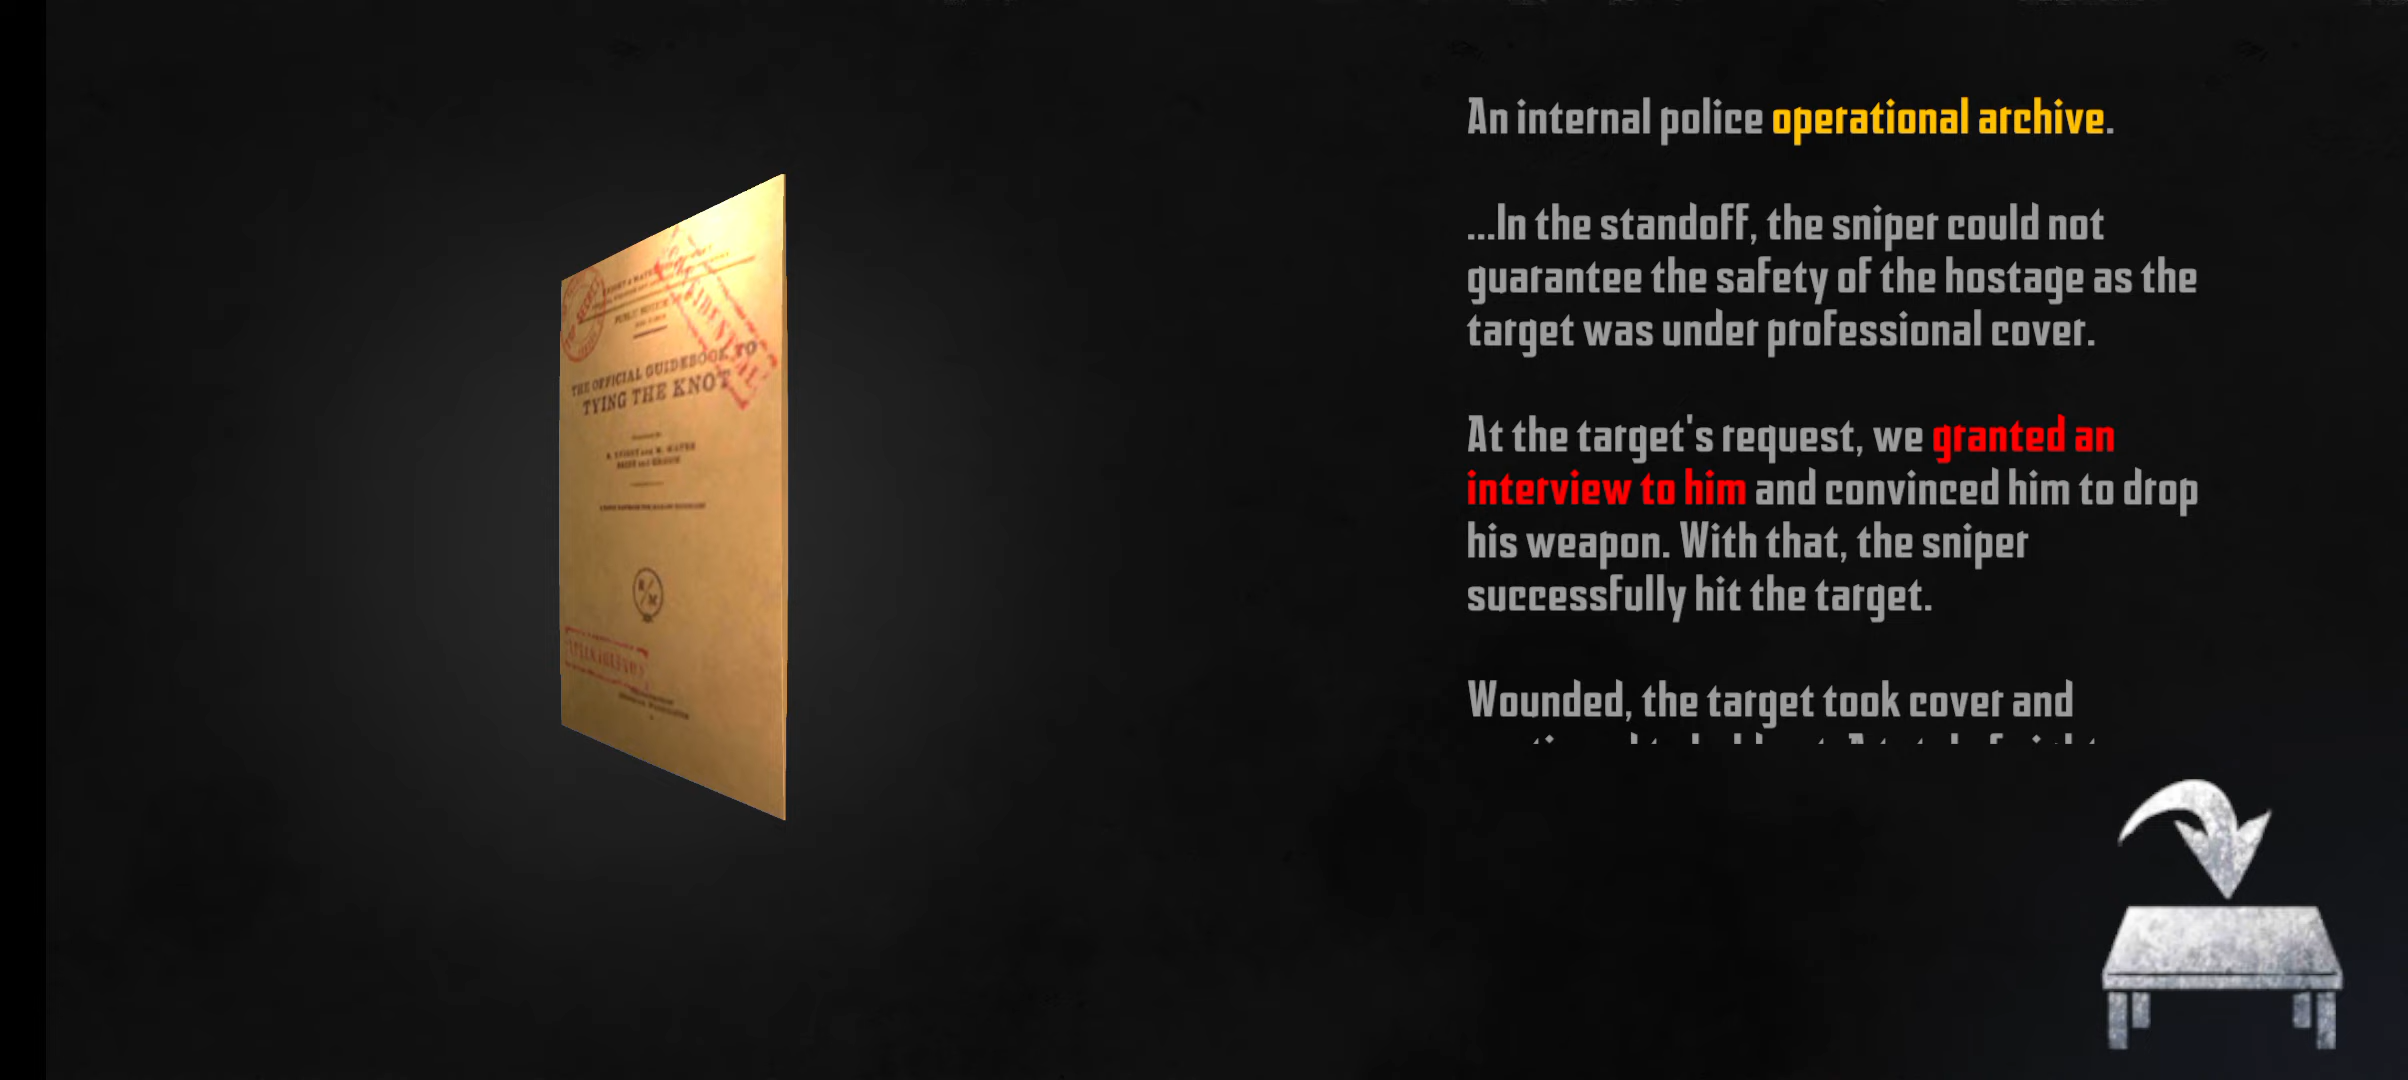 THE OFFICIAL GUIDEBOOK TO
TYING THE KNOT
An internal police operational archive.
...In the standoff, the sniper could not
guarantee the safety of the hostage as the
target was under professional cover.
At the target's request, we granted an
interview to him and convinced him to drop
his weapon. With that, the sniper
successfully hit the target.
Wounded, the target took cover and